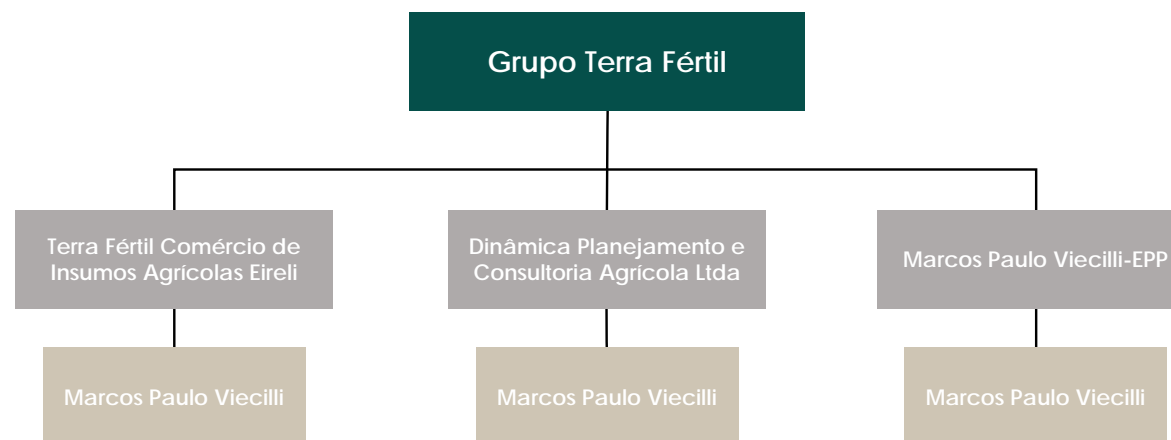 Grupo Terra Fértil
Terra Fértil Comércio de
Insumos Agrícolas Eireli
Dinâmica Planejamento e
Consultoria Agrícola Ltda
Marcos Paulo Viecilli-EPP
Marcos Paulo Viecilli
Marcos Paulo Viecilli
Marcos Paulo Viecilli